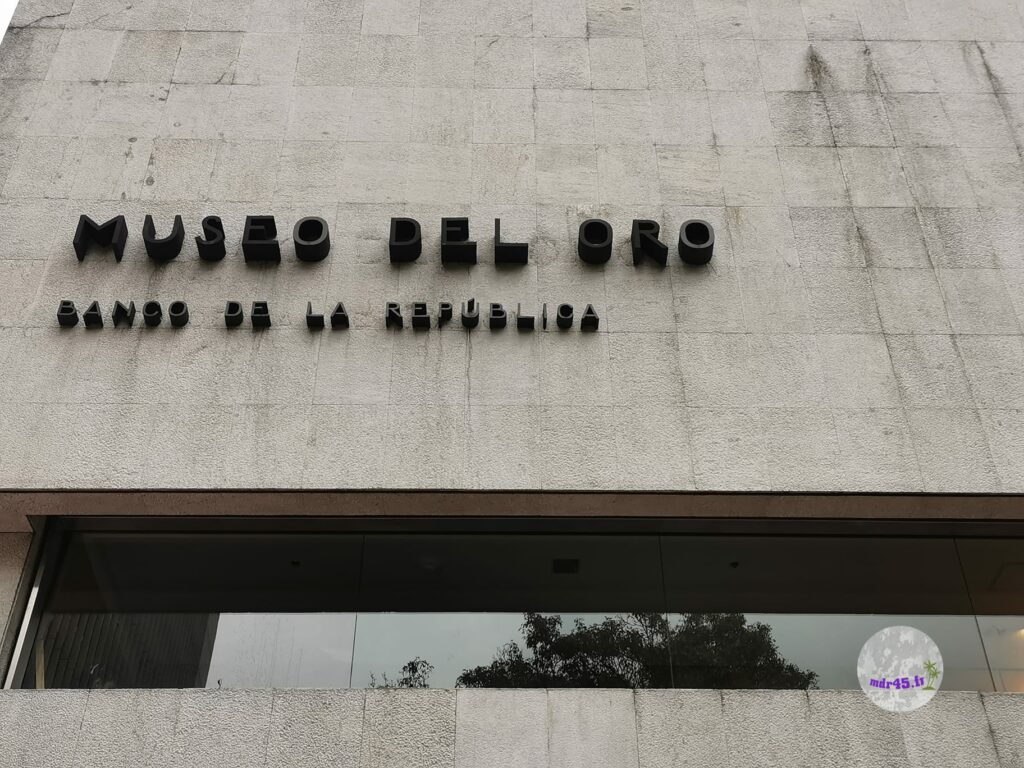 MUSEO DEL ORO
BANCO DE LA REPÚBLICA
mdr45.fr